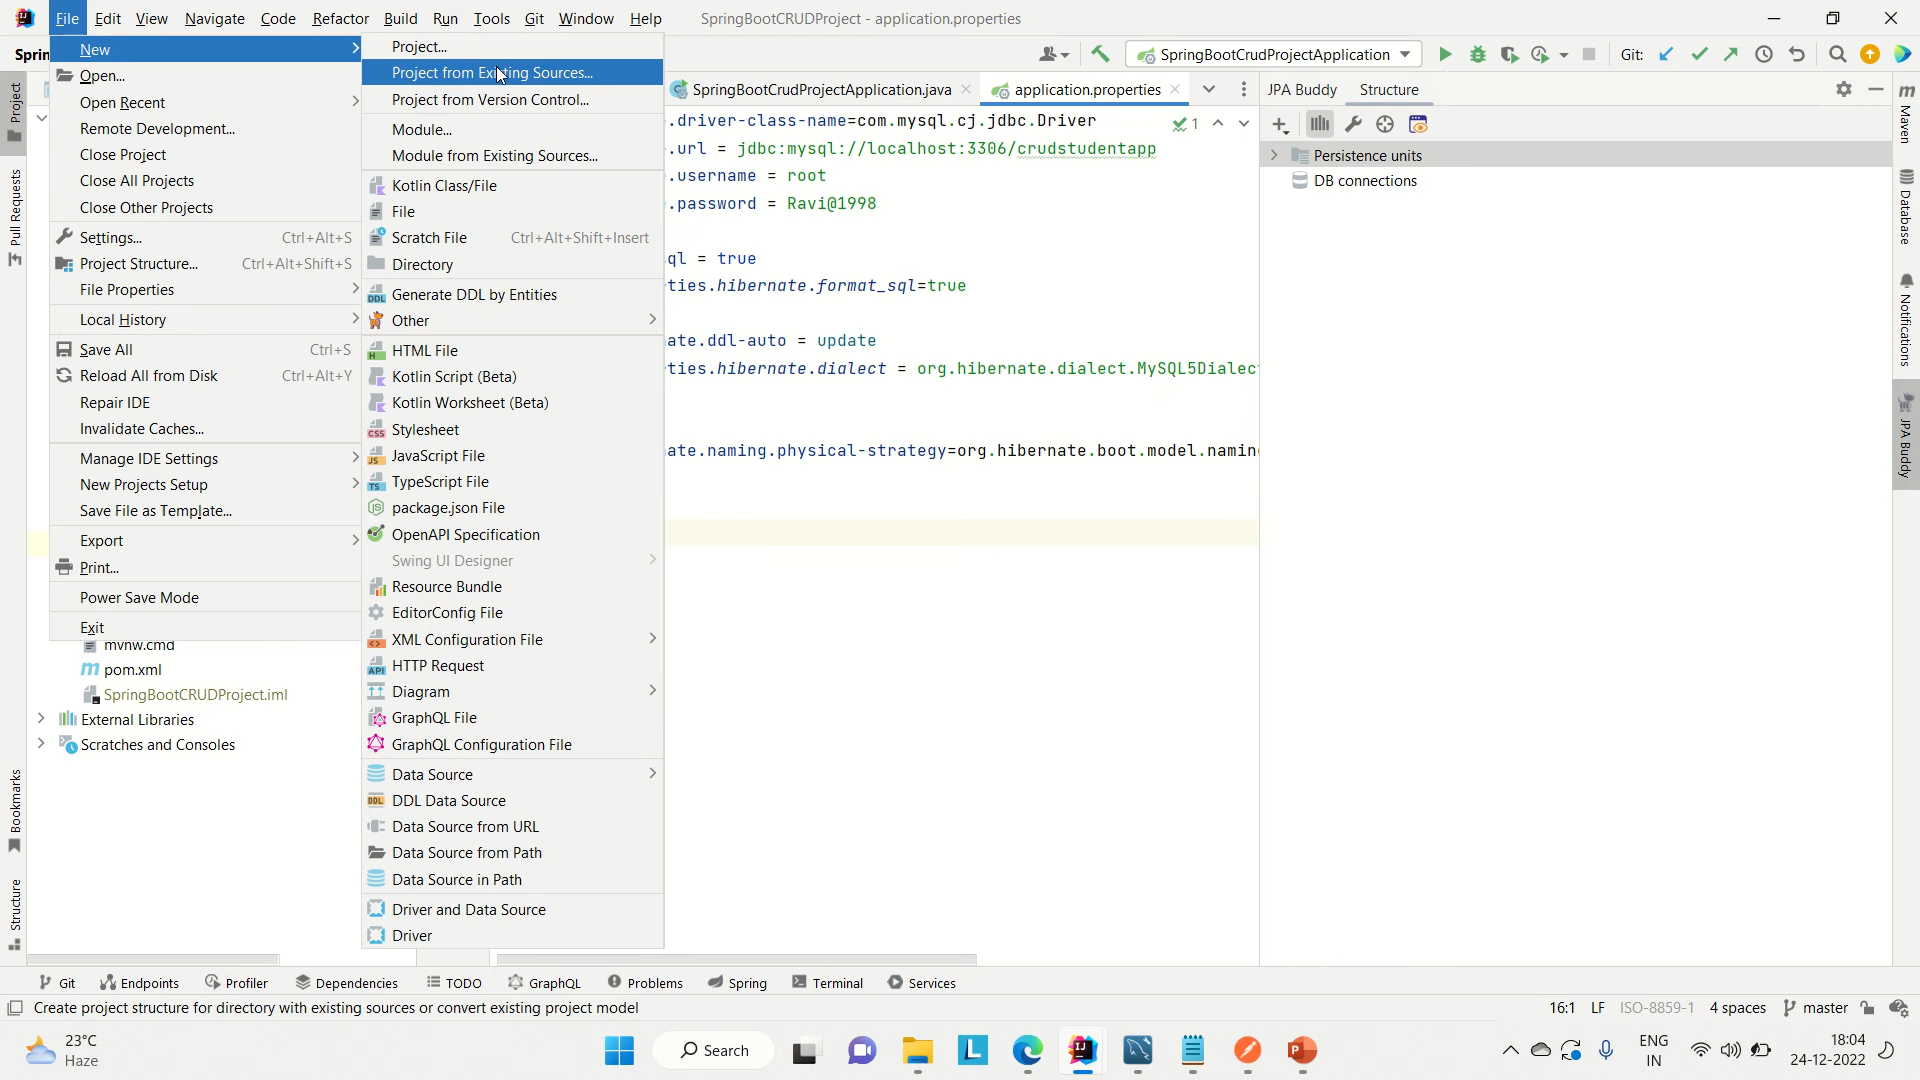 File Edit View Navigate Code Refactor Build Run Tools Git Window Help SpringBootCRUDProject - application.properties
Sprin
SpringBootCrudProjectApplication
Git:
New
Open...
Open Recent
Remote Development...
Close Project
Close All Projects
Close Other Projects
Settings... Ctrl+Alt+S
Project Structure... Ctrl+Alt+Shift+S
File Properties
Local History
Save All Ctrl+S
Reload All from Disk Ctrl+Alt+Y
Repair IDE
Invalidate Caches...
Manage IDE Settings
New Projects Setup
Save File as Template...
Export
Print...
Power Save Mode
Exit
Project...
Project from Existing Sources...
Project from Version Control...
Module...
Module from Existing Sources...
Kotlin Class/File
File
Scratch File Ctrl+Alt+Shift+Insert
Directory
Generate DDL by Entities
Other
HTML File
Kotlin Script (Beta)
Kotlin Worksheet (Beta)
Stylesheet
JavaScript File
TypeScript File
package.json File
OpenAPI Specification
Swing UI Designer
Resource Bundle
EditorConfig File
XML Configuration File
HTTP Request
Diagram
GraphQL File
GraphQL Configuration File
Data Source
DDL Data Source
Data Source from URL
Data Source from Path
Data Source in Path
Driver and Data Source
Driver
SpringBootCrudProjectApplication.java application.properties
.driver-class-name=com.mysql.cj.jdbc.Driver
.url = jdbc:mysql://localhost:3306/crudstudentapp
.username = root
.password = Ravi@1998
ql = true
ties.hibernate.format_sql=true
ate.ddl-auto = update
ties.hibernate.dialect = org.hibernate.dialect.MySQL5Dialec
ate.naming.physical-strategy=org.hibernate.boot.model.namin
1
JPA Buddy Structure
Persistence units
DB connections
mvnw.cmd
pom.xml
SpringBootCRUDProject.iml
External Libraries
Scratches and Consoles
Project
Pull Requests
Bookmarks
Structure
Maven
Database
Notifications
JPA Buddy
Git Endpoints Profiler Dependencies TODO GraphQL Problems Spring Terminal Services
Create project structure for directory with existing sources or convert existing project model
16:1 LF ISO-8859-1 4 spaces master
23°C
Haze
Search
ENG
IN
18:04
24-12-2022